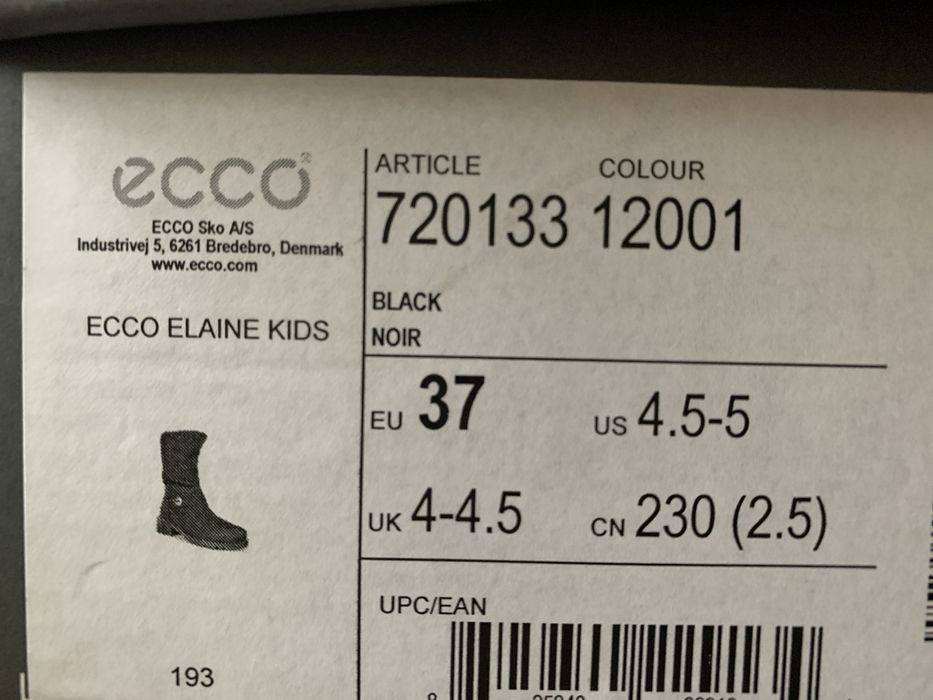 ecco
ECCO Sko A/S
Industrivej 5, 6261 Bredebro, Denmark
www.ecco.com
ECCO ELAINE KIDS
193
ARTICLE COLOUR
720133 12001
BLACK
NOIR
EU 37 US 4.5-5
UK 4-4.5 CN 230 (2.5)
UPC/EAN